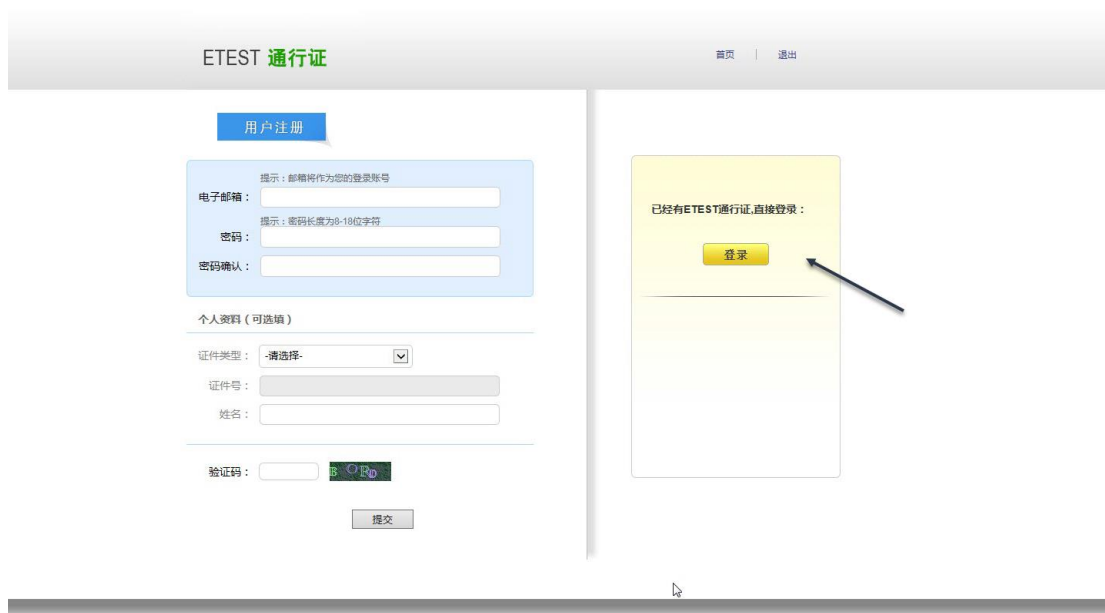 ETEST 通行证
首页 | 退出
用户注册
提示：邮箱将作为您的登录账号
电子邮箱：
提示：密码长度为8-18位字符
密码：
密码确认：
个人资料（可选填）
证件类型： -请选择-
证件号：
姓名：
验证码：
提交
已经有ETEST通行证,直接登录：
登录